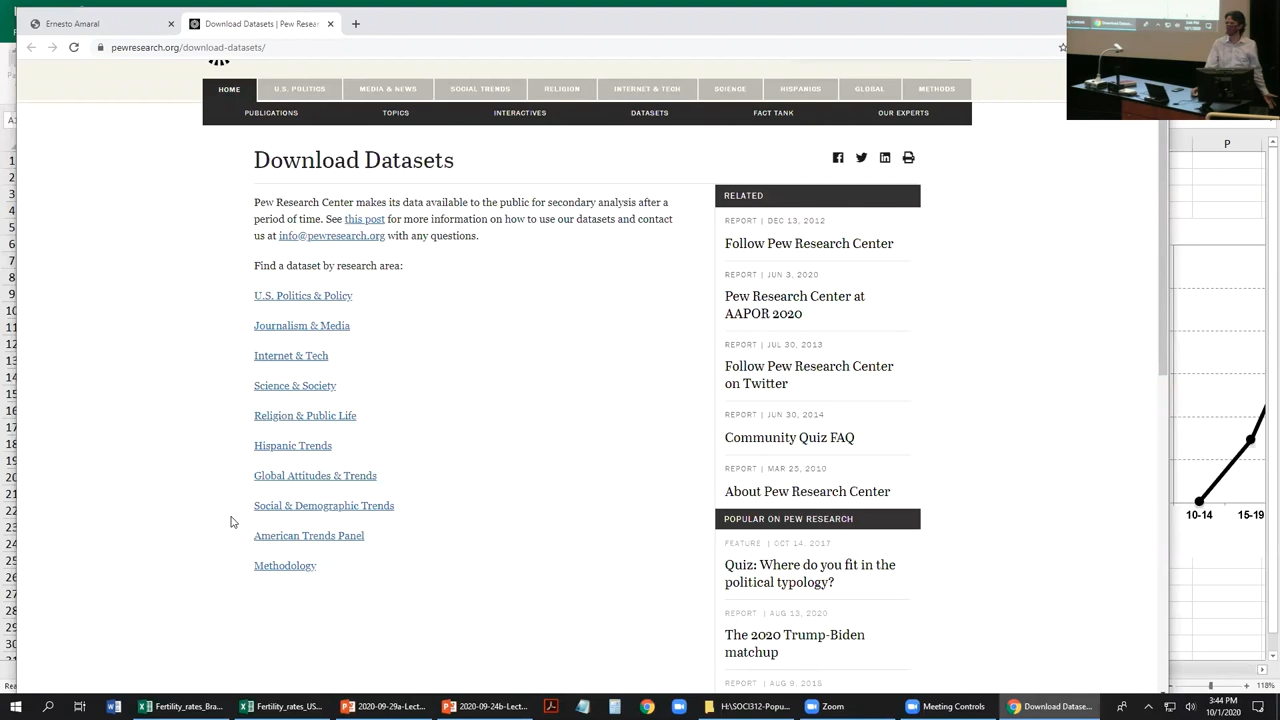 Ernesto Amaral
Download Datasets | Pew Resear
pewresearch.org/download-datasets/
HOME
U.S. POLITICS
MEDIA & NEWS
SOCIAL TRENDS
RELIGION
INTERNET & TECH
SCIENCE
HISPANICS
GLOBAL
METHODS
PUBLICATIONS
TOPICS
INTERACTIVES
DATASETS
FACT TANK
OUR EXPERTS
Download Datasets
Pew Research Center makes its data available to the public for secondary analysis after a
period of time. See this post for more information on how to use our datasets and contact
us at info@pewresearch.org with any questions.
Find a dataset by research area:
U.S. Politics & Policy
Journalism & Media
Internet & Tech
Science & Society
Religion & Public Life
Hispanic Trends
Global Attitudes & Trends
Social & Demographic Trends
American Trends Panel
Methodology
RELATED
REPORT | DEC 13, 2012
Follow Pew Research Center
REPORT | JUN 3, 2020
Pew Research Center at
AAPOR 2020
REPORT | JUL 30, 2013
Follow Pew Research Center
on Twitter
REPORT | JUN 30, 2014
Community Quiz FAQ
REPORT | MAR 25, 2010
About Pew Research Center
POPULAR ON PEW RESEARCH
FEATURE | OCT 14, 2017
Quiz: Where do you fit in the
political typology?
REPORT | AUG 13, 2020
The 2020 Trump-Biden
matchup
REPORT | AUG 9, 2018
P
10-14
15-19
118%
Fertility_rates_Bra...
Fertility_rates_US...
2020-09-29a-Lect...
2020-09-24b-Lect...
H:\SOCI312-Popu...
Zoom
Meeting Controls
Download Datase...
3:44 PM
10/1/2020